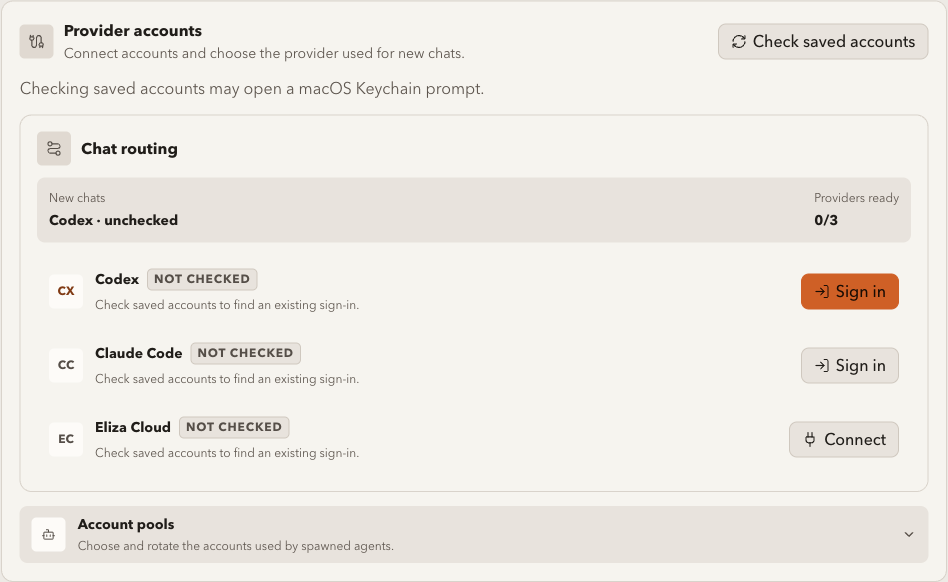 Provider accounts
Connect accounts and choose the provider used for new chats.
Check saved accounts
Checking saved accounts may open a macOS Keychain prompt.
Chat routing
New chats
Providers ready
Codex · unchecked
0/3
CX
Codex
NOT CHECKED
Check saved accounts to find an existing sign-in.
Sign in
CC
Claude Code
NOT CHECKED
Check saved accounts to find an existing sign-in.
Sign in
EC
Eliza Cloud
NOT CHECKED
Check saved accounts to find an existing sign-in.
Connect
Account pools
Choose and rotate the accounts used by spawned agents.